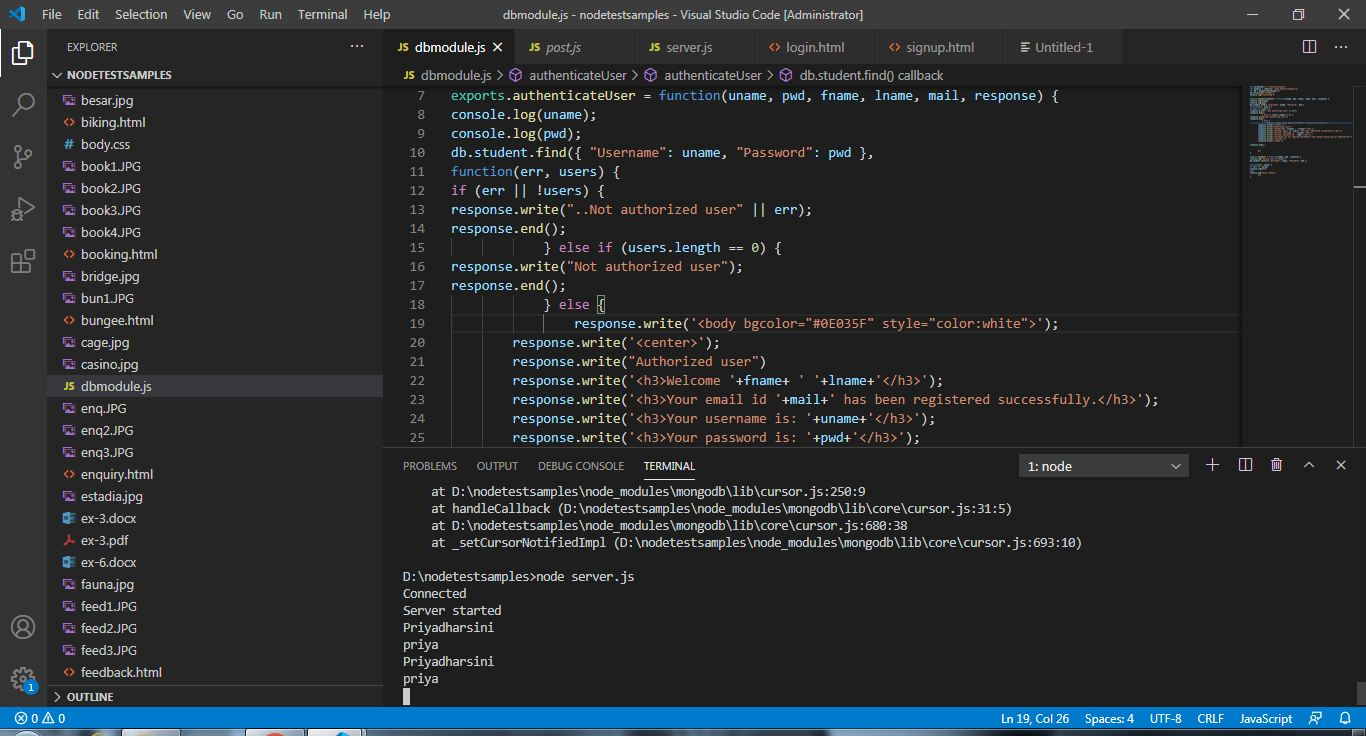 File Edit Selection View Go Run Terminal Help dbmodule.js - nodetestsamples - Visual Studio Code [Administrator]
EXPLORER
NODETESTSAMPLES
besar.jpg
biking.html
# body.css
book1.JPG
book2.JPG
book3.JPG
book4.JPG
booking.html
bridge.jpg
bun1.JPG
bungee.html
cage.jpg
casino.jpg
JS dbmodule.js
enq.JPG
enq2.JPG
enq3.JPG
enquiry.html
estadia.jpg
ex-3.docx
ex-3.pdf
ex-6.docx
fauna.jpg
feed1.JPG
feed2.JPG
feed3.JPG
feedback.html
OUTLINE
JS dbmodule.js JS post.js JS server.js <> login.html <> signup.html Untitled-1
JS dbmodule.js > authenticateUser > authenticateUser > db.student.find() callback
7 exports.authenticateUser = function(uname, pwd, fname, lname, mail, response) {
8 console.log(uname);
9 console.log(pwd);
10 db.student.find({ "Username": uname, "Password": pwd },
11 function(err, users) {
12 if (err || !users) {
13 response.write("..Not authorized user" || err);
14 response.end();
15 } else if (users.length == 0) {
16 response.write("Not authorized user");
17 response.end();
18 } else {
19 response.write('<body bgcolor="#0E035F" style="color:white">');
20 response.write('<center>');
21 response.write("Authorized user")
22 response.write('<h3>Welcome '+fname+ ' '+lname+'</h3>');
23 response.write('<h3>Your email id '+mail+' has been registered successfully.</h3>');
24 response.write('<h3>Your username is: '+uname+'</h3>');
25 response.write('<h3>Your password is: '+pwd+'</h3>');
PROBLEMS OUTPUT DEBUG CONSOLE TERMINAL 1: node
at D:\nodetestsamples\node_modules\mongodb\lib\cursor.js:250:9
at handleCallback (D:\nodetestsamples\node_modules\mongodb\lib\core\cursor.js:31:5)
at D:\nodetestsamples\node_modules\mongodb\lib\core\cursor.js:680:38
at _setCursorNotifiedImpl (D:\nodetestsamples\node_modules\mongodb\lib\core\cursor.js:693:10)
D:\nodetestsamples>node server.js
Connected
Server started
Priyadharsini
priya
Priyadharsini
priya
1
0 0 Ln 19, Col 26 Spaces: 4 UTF-8 CRLF JavaScript